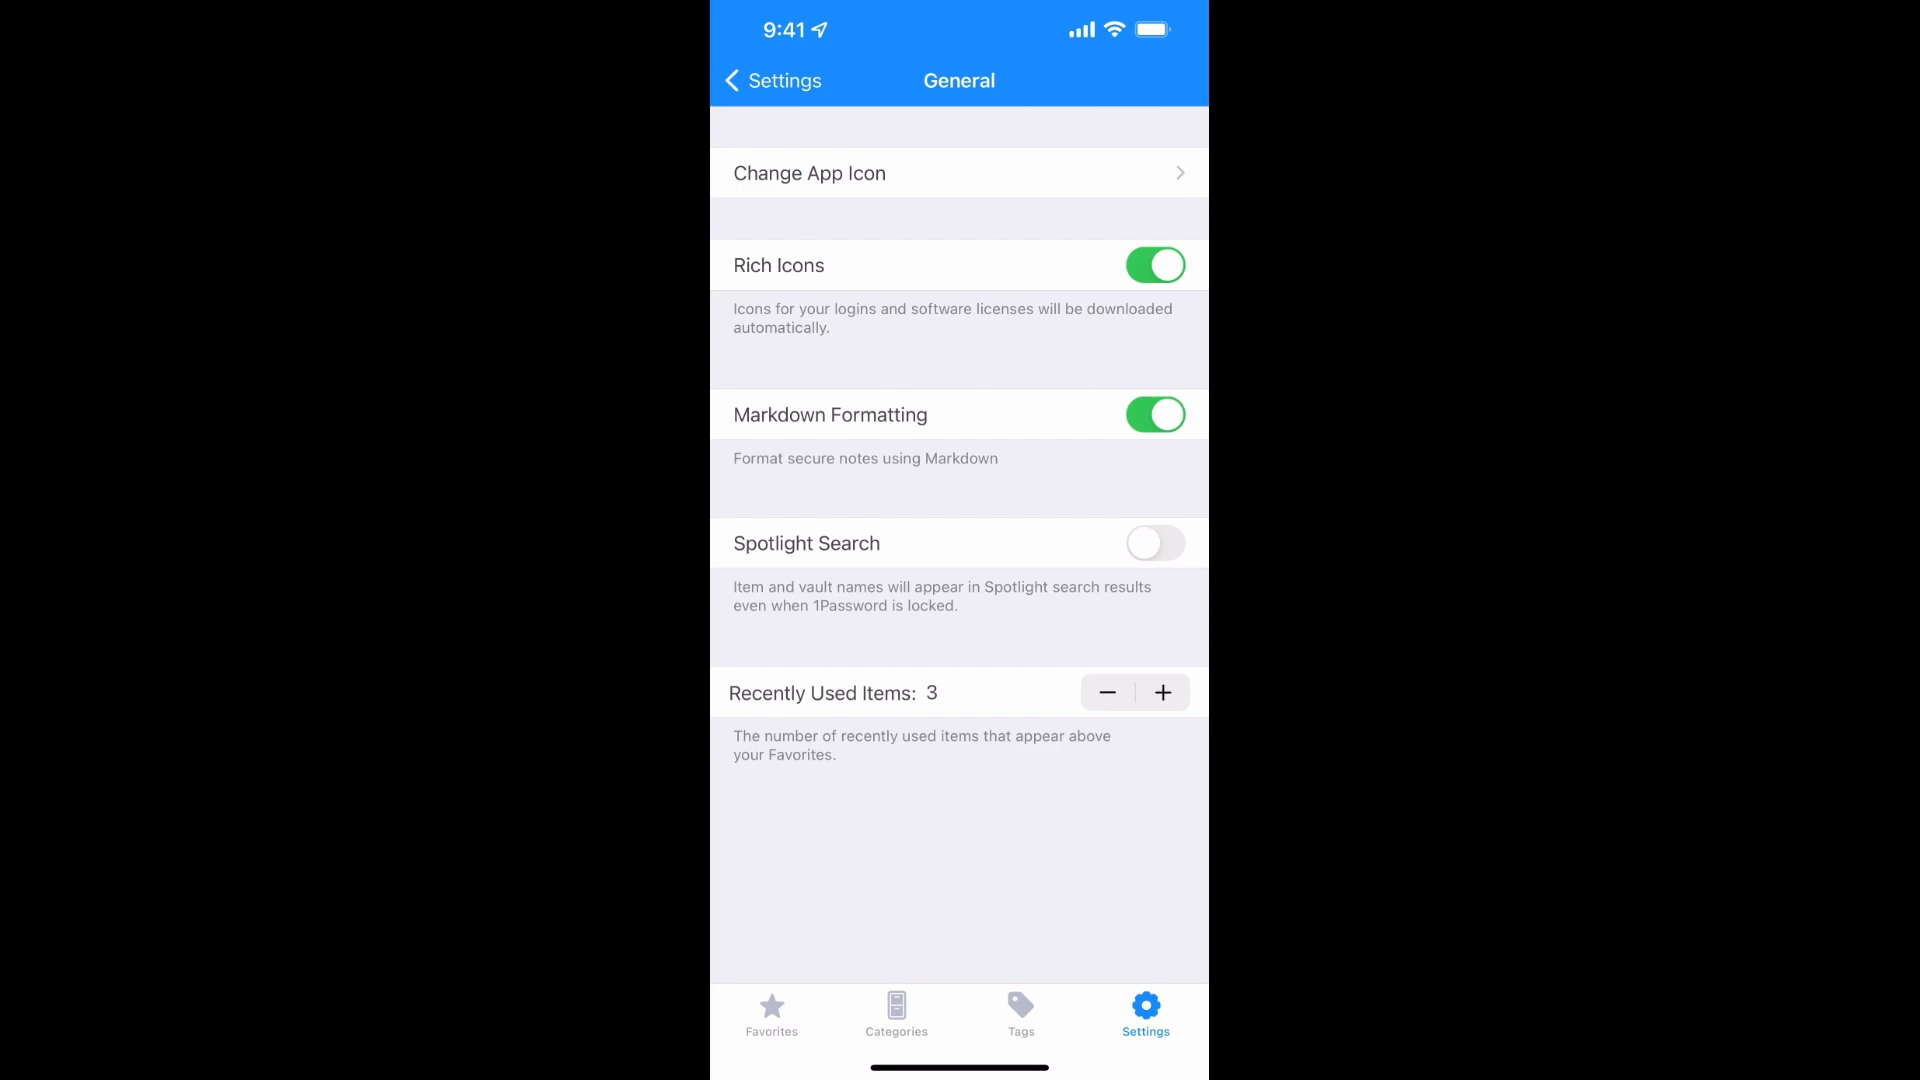 9:41
Settings
General
Change App Icon
Rich Icons
Icons for your logins and software licenses will be downloaded
automatically.
Markdown Formatting
Format secure notes using Markdown
Spotlight Search
Item and vault names will appear in Spotlight search results
even when 1Password is locked.
Recently Used Items: 3
The number of recently used items that appear above
your Favorites.
Favorites
Categories
Tags
Settings